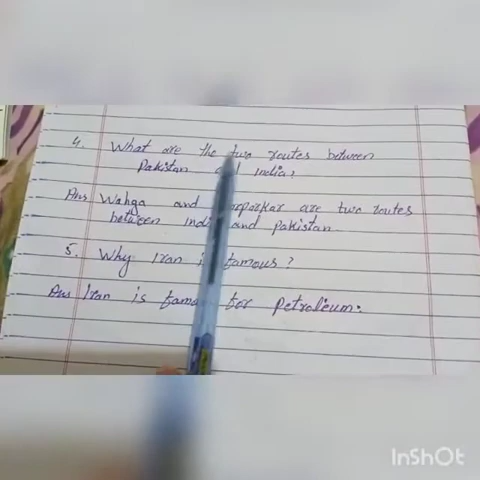 4. What are the two routes between
Pakistan India?
Ans Wahga and are two routes
between and Pakistan.
5. Why Iran famous?
Ans Iran is for Petroleum.
InShOt